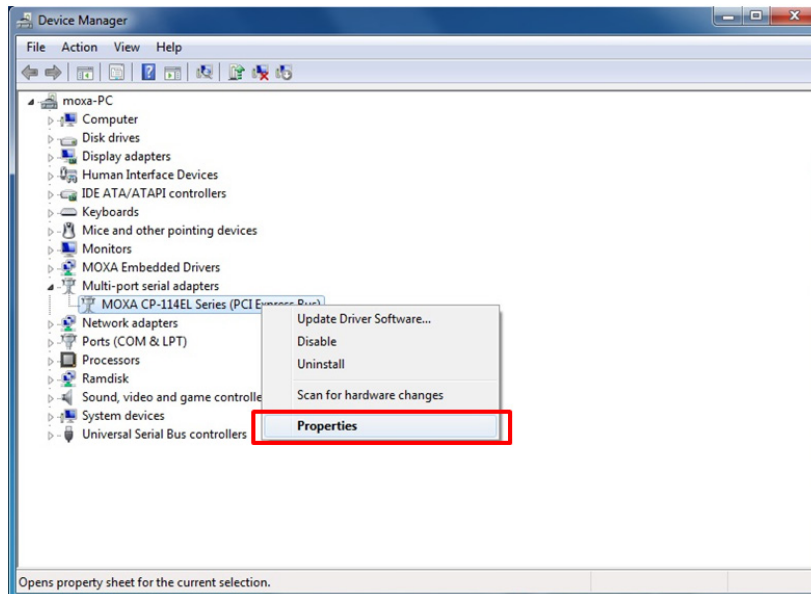 Device Manager
File Action View Help
moxa-PC
Computer
Disk drives
Display adapters
Human Interface Devices
IDE ATA/ATAPI controllers
Keyboards
Mice and other pointing devices
Monitors
MOXA Embedded Drivers
Multi-port serial adapters
MOXA CP-114EL Series (PCI Express Bus)
Network adapters
Ports (COM & LPT)
Processors
Ramdisk
Sound, video and game controlle
System devices
Universal Serial Bus controllers
Update Driver Software...
Disable
Uninstall
Scan for hardware changes
Properties
Opens property sheet for the current selection.